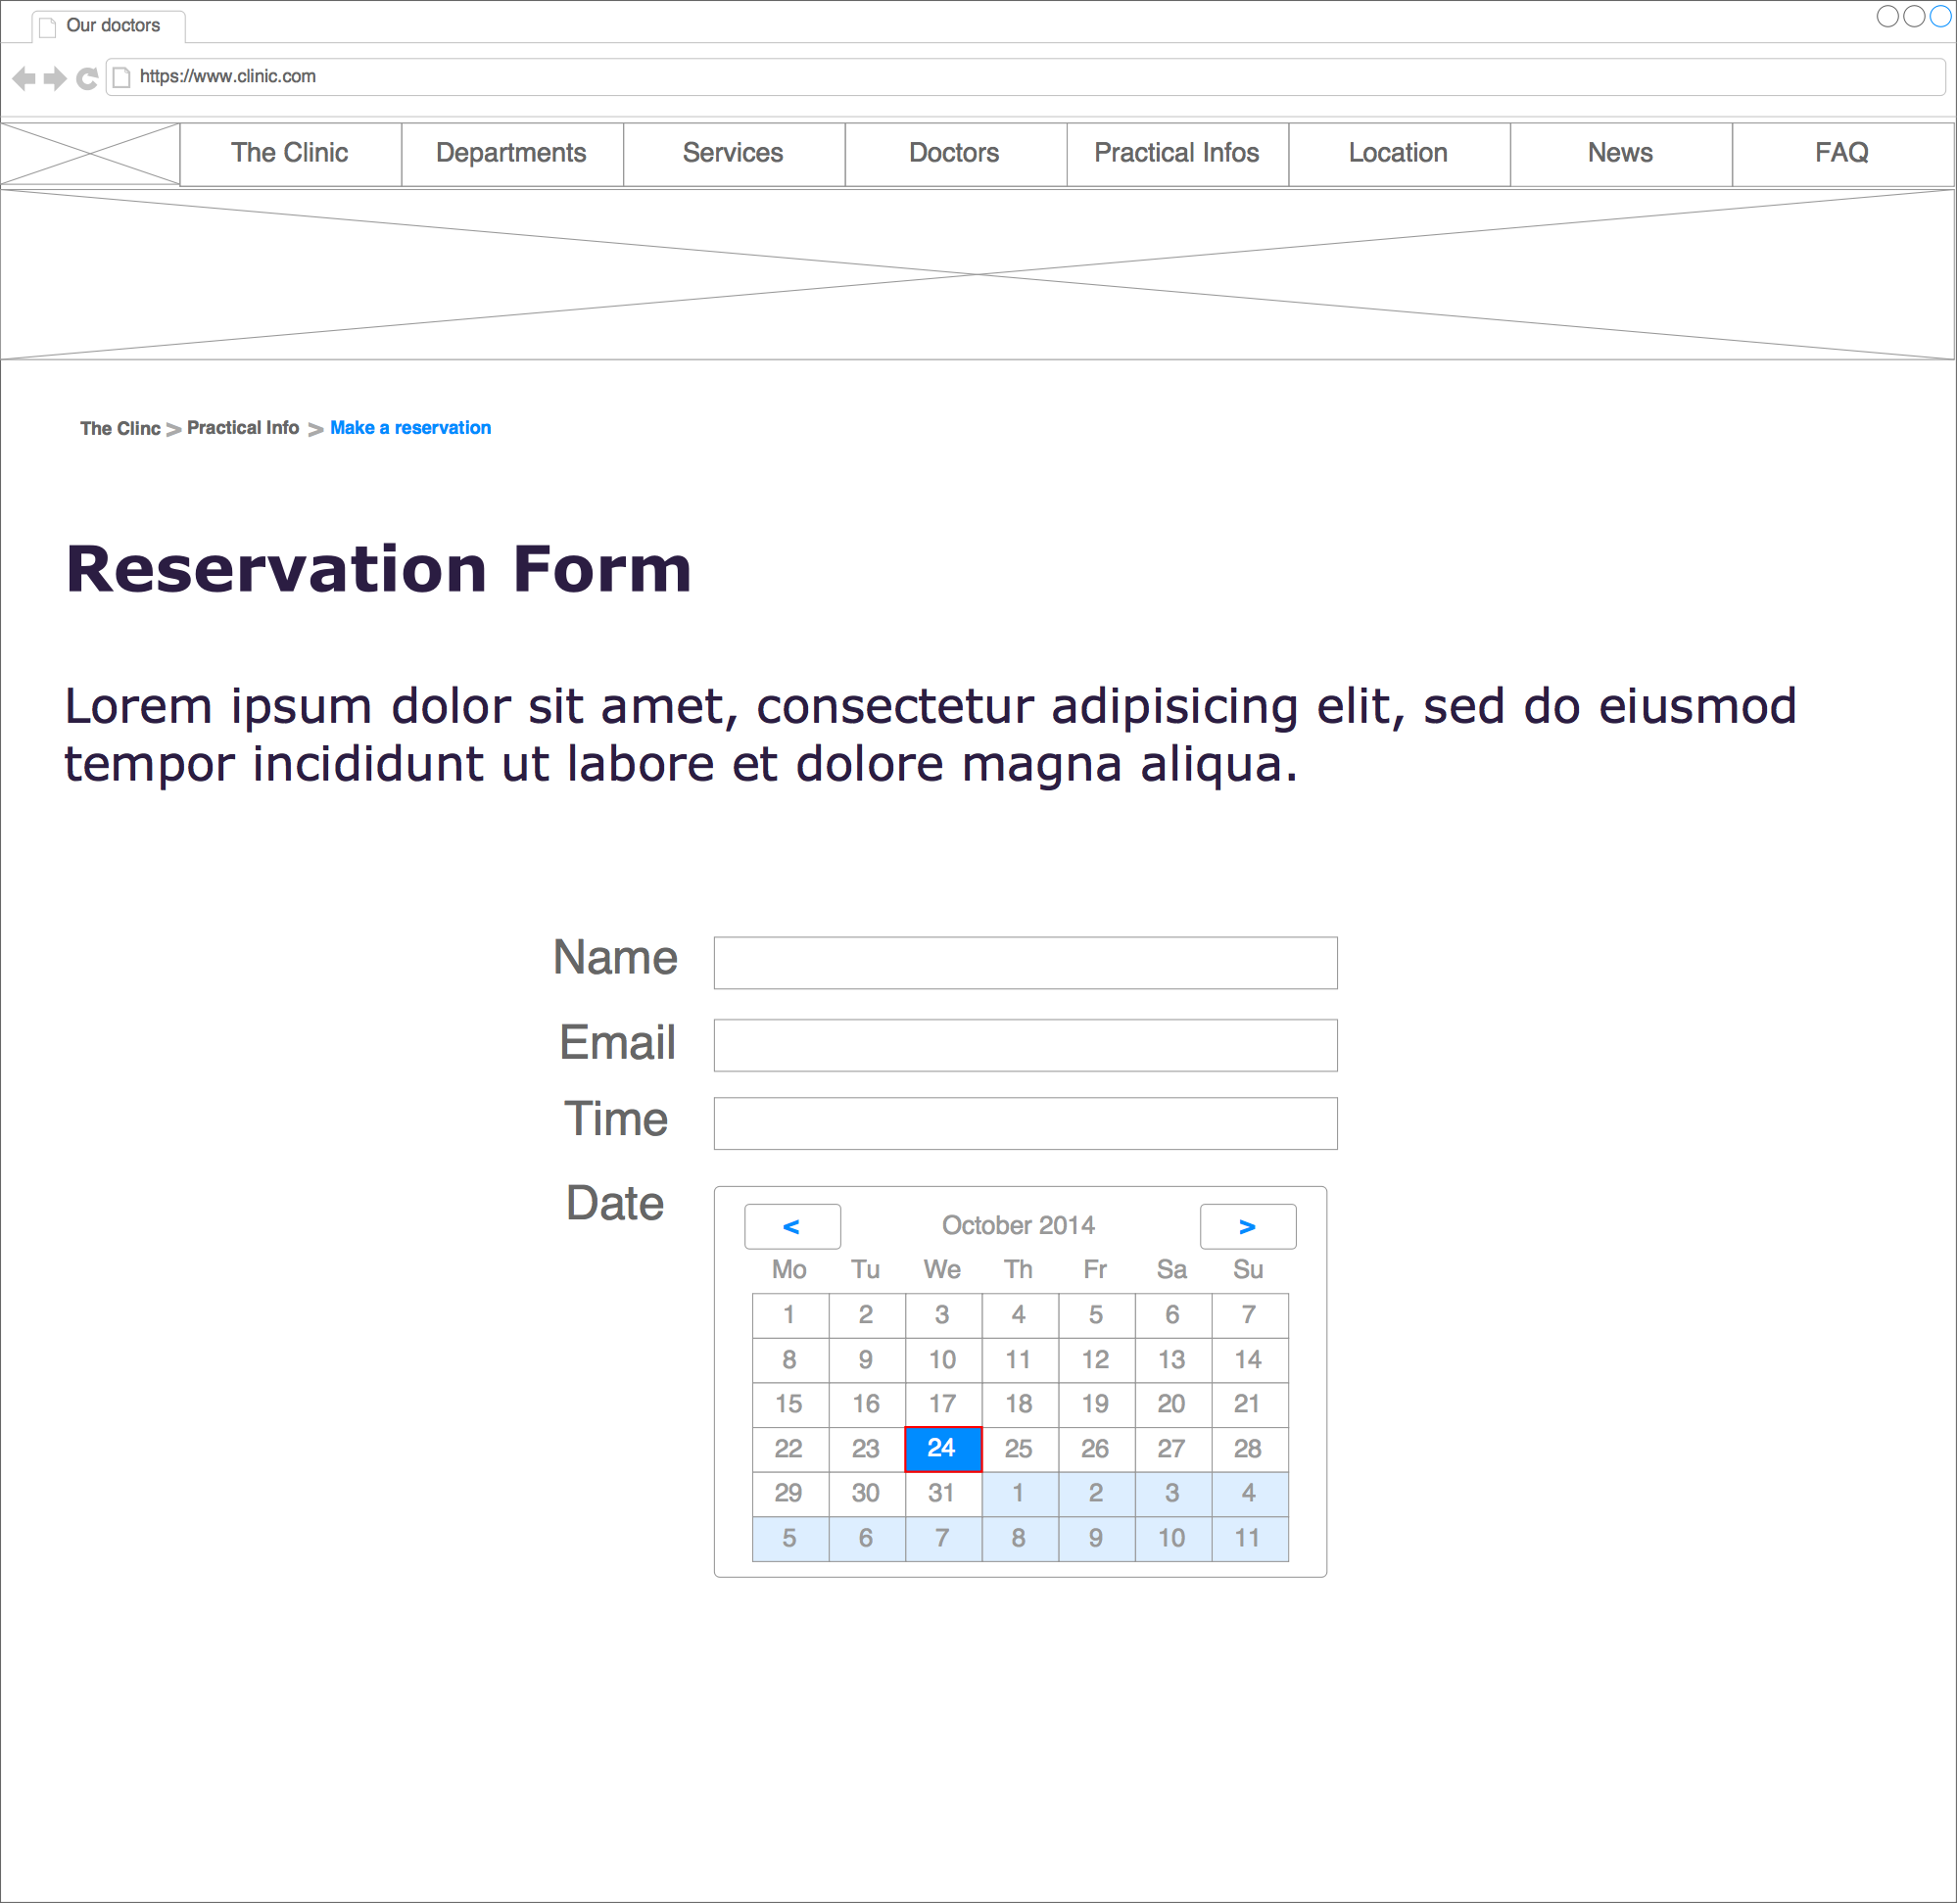 Our doctors
https://www.clinic.com
The Clinic Departments Services Doctors Practical Infos Location News FAQ
The Clinc > Practical Info > Make a reservation
Reservation Form
Lorem ipsum dolor sit amet, consectetur adipisicing elit, sed do eiusmod
tempor incididunt ut labore et dolore magna aliqua.
Name
Email
Time
Date
< October 2014 >
Mo Tu We Th Fr Sa Su
1 2 3 4 5 6 7
8 9 10 11 12 13 14
15 16 17 18 19 20 21
22 23 24 25 26 27 28
29 30 31 1 2 3 4
5 6 7 8 9 10 11